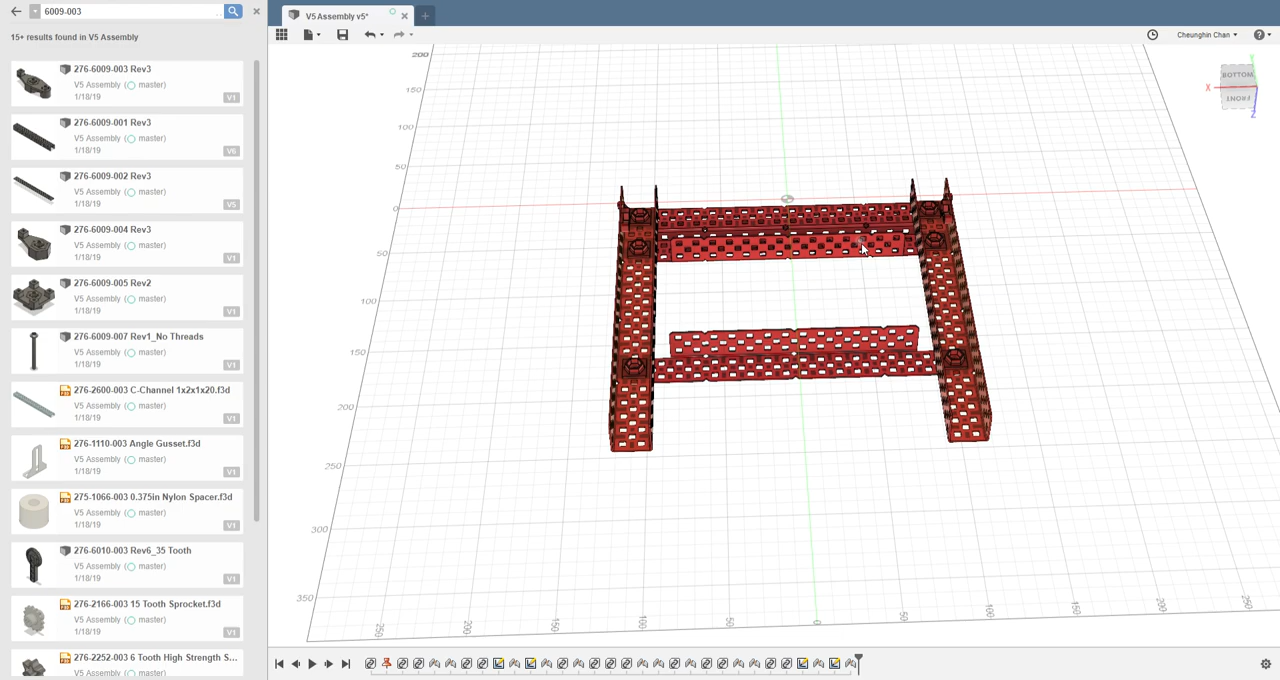 6009-003
15+ results found in V5 Assembly
276-6009-003 Rev3
V5 Assembly (master)
1/18/19
V1
276-6009-001 Rev3
V5 Assembly (master)
1/18/19
V6
276-6009-002 Rev3
V5 Assembly (master)
1/18/19
V5
276-6009-004 Rev3
V5 Assembly (master)
1/18/19
V1
276-6009-005 Rev2
V5 Assembly (master)
1/18/19
V1
276-6009-007 Rev1_No Threads
V5 Assembly (master)
1/18/19
V1
276-2600-003 C-Channel 1x2x1x20.f3d
V5 Assembly (master)
1/18/19
V1
276-1110-003 Angle Gusset.f3d
V5 Assembly (master)
1/18/19
V1
275-1066-003 0.375in Nylon Spacer.f3d
V5 Assembly (master)
1/18/19
V1
276-6010-003 Rev6_35 Tooth
V5 Assembly (master)
1/18/19
V1
276-2166-003 15 Tooth Sprocket.f3d
V5 Assembly (master)
1/18/19
V1
276-2252-003 6 Tooth High Strength S...
V5 Assembly (master)
V5 Assembly v5*
Cheunghin Chan
BOTTOM
FRONT
X
Z
200
150
100
50
0
50
100
150
200
250
300
350
250
200
150
100
50
0
50
100
150
200
250